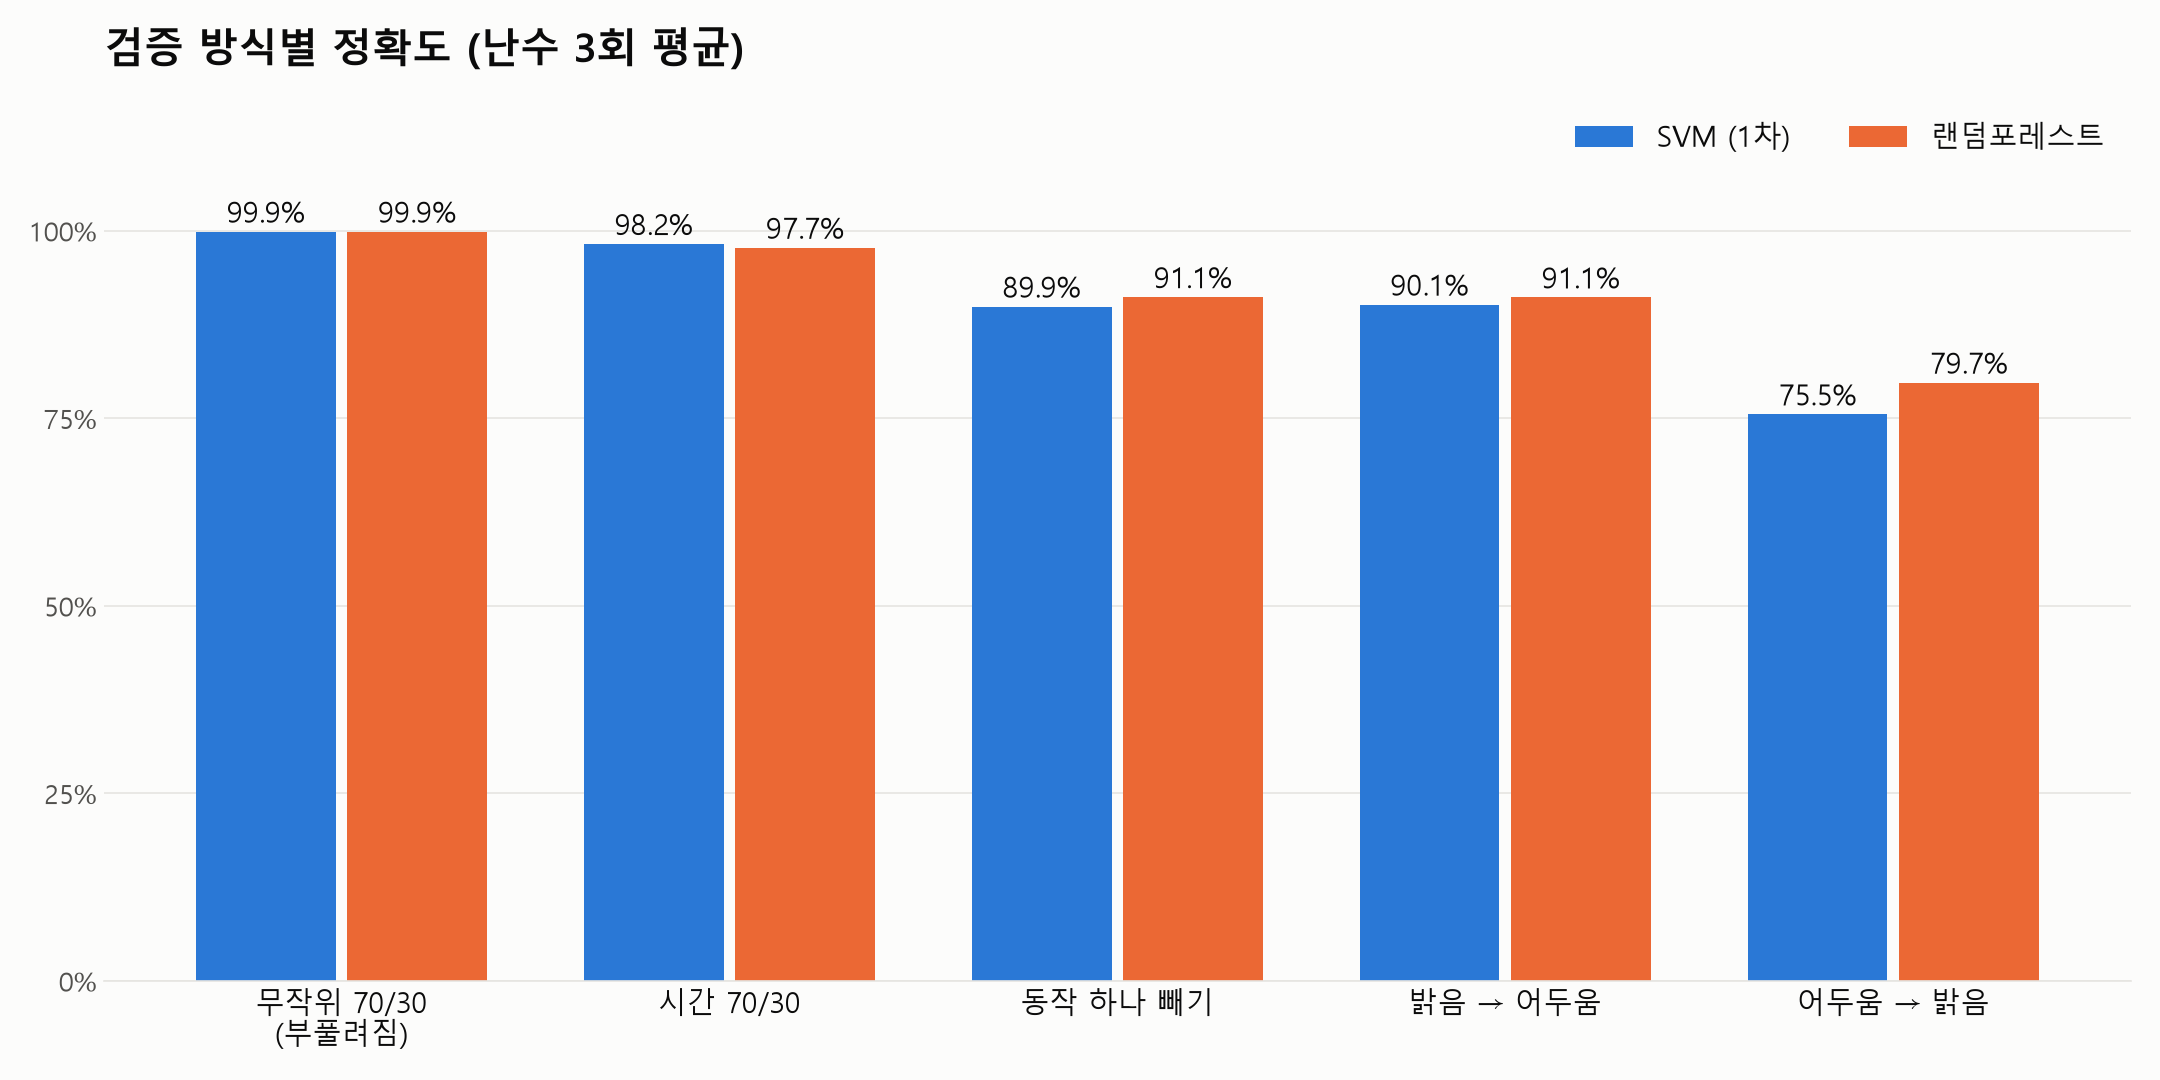 검증 방식별 정확도 (난수 3회 평균)
SVM (1차) 랜덤포레스트
99.9% 99.9% 98.2% 97.7% 89.9% 91.1% 90.1% 91.1% 75.5% 79.7%
100%
75%
50%
25%
0%
무작위 70/30
(부풀려짐)
시간 70/30
동작 하나 빼기
밝음 → 어두움
어두움 → 밝음